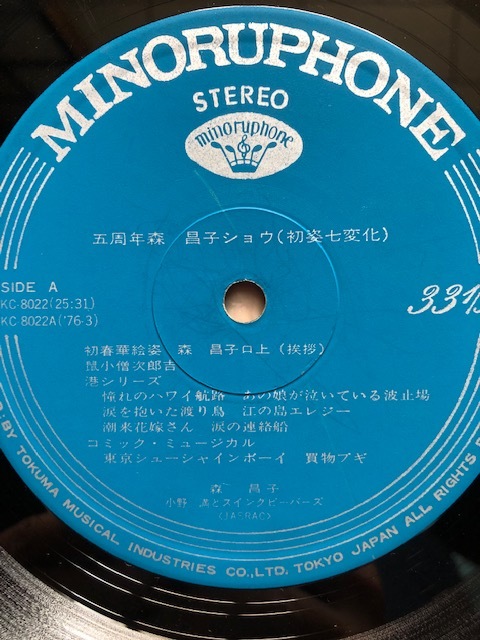 MINORUPHONE
STEREO
minoruphone
五周年森 昌子ショウ(初姿七変化)
SIDE A
KC-8022(25:31)
KC 8022A('76·3)
33 1/
初春華絵姿 森 昌子口上(挨拶)
鼠小僧次郎吉
港シリーズ
憧れのハワイ航路 あの娘が泣いている波止場
涙を抱いた渡り鳥 江の島エレジー
潮来花嫁さん 涙の連絡船
コミック・ミュージカル
東京シューシャインボーイ 買物ブギ
森 昌子
小野 満とスイングビーバーズ
(JASRAC)
BY TOKUMA MUSICAL INDUSTRIES CO.,LTD. TOKYO JAPAN ALL RIGHTS